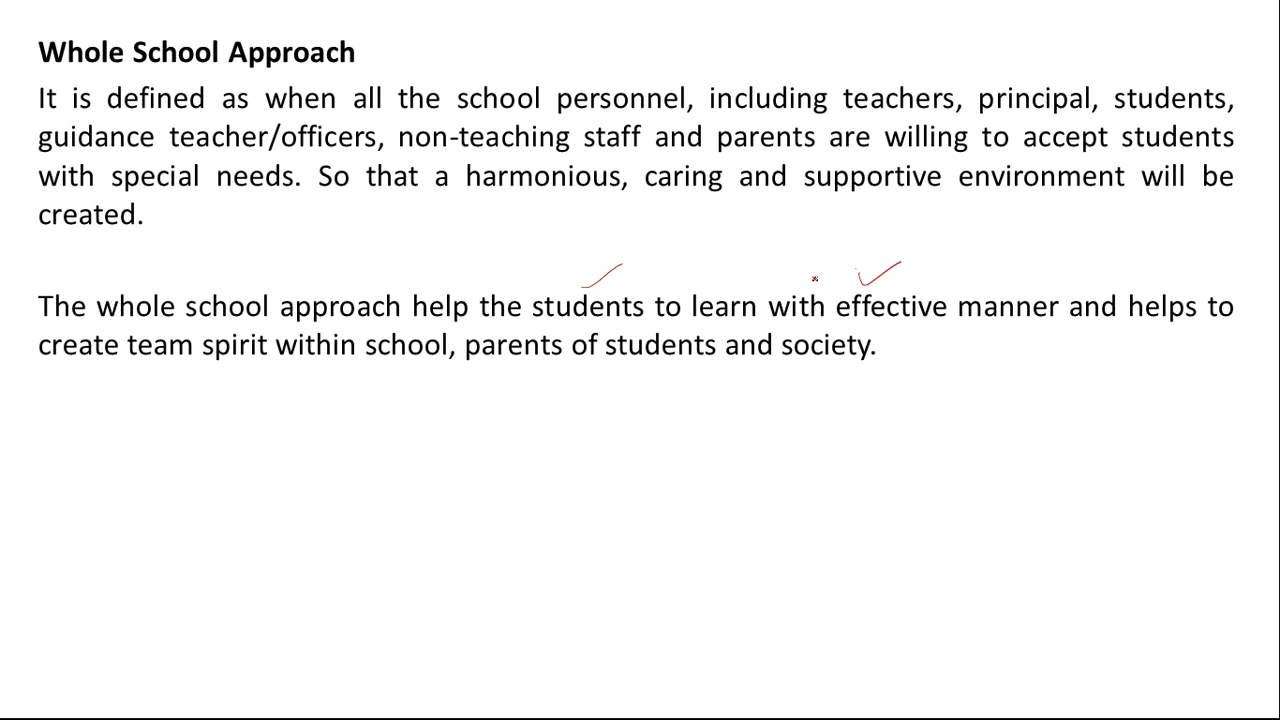 Whole School Approach
It is defined as when all the school personnel, including teachers, principal, students,
guidance teacher/officers, non-teaching staff and parents are willing to accept students
with special needs. So that a harmonious, caring and supportive environment will be
created.
The whole school approach help the students to learn with effective manner and helps to
create team spirit within school, parents of students and society.